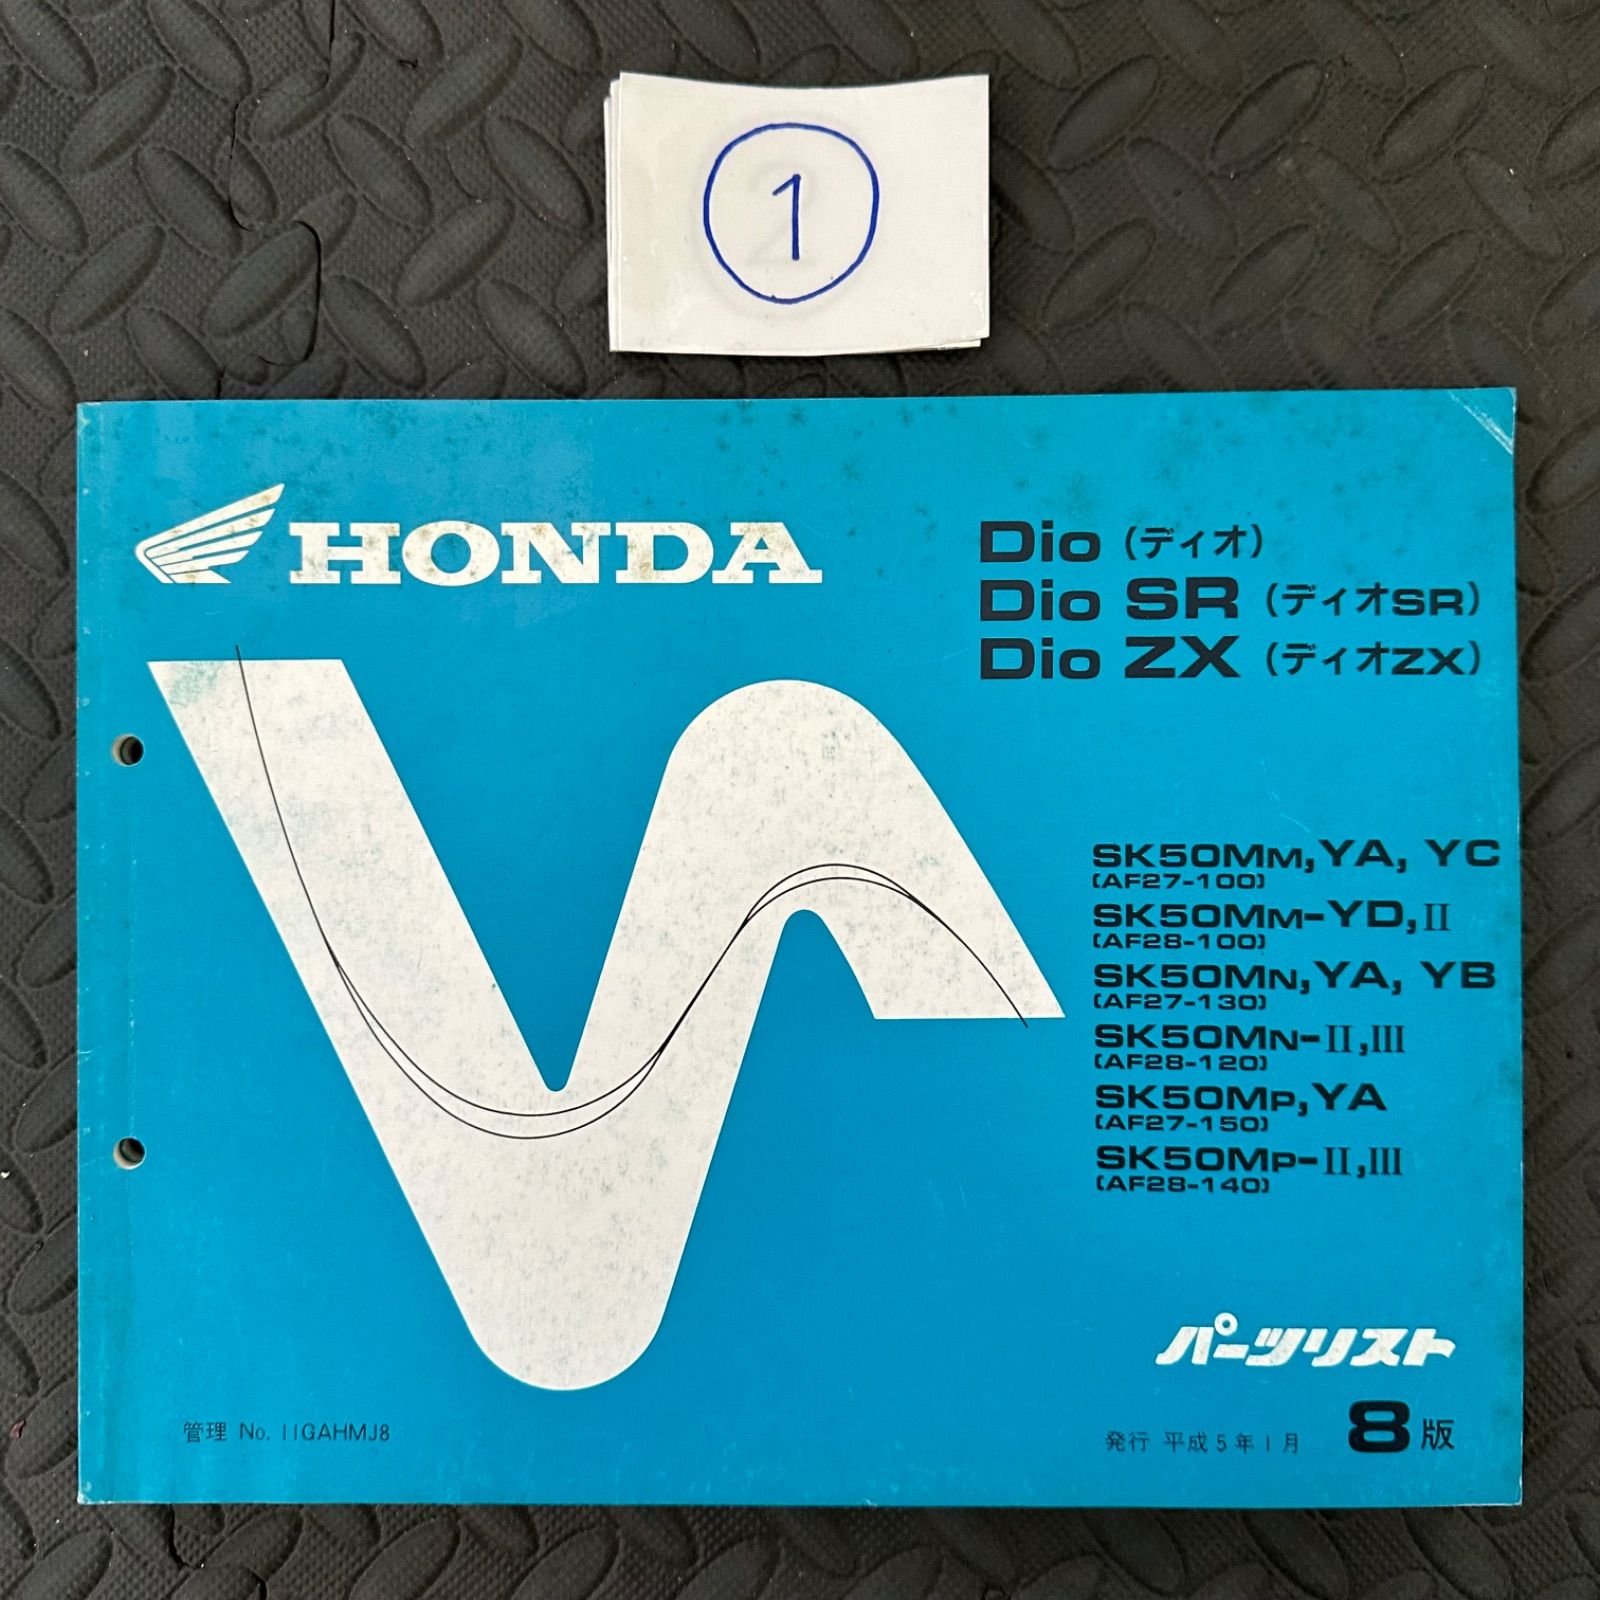 1
HONDA
Dio (ディオ)
Dio SR (ディオSR)
Dio ZX (ディオZX)
SK50MM, YA, YC
(AF27-100)
SK50MM-YD, II
(AF28-100)
SK50MN, YA, YB
(AF27-130)
SK50MN-II, III
(AF28-120)
SK50MP, YA
(AF27-150)
SK50MP-II, III
(AF28-140)
パーツリスト
管理 No. 11GAHMJ8
発行 平成5年1月 8版